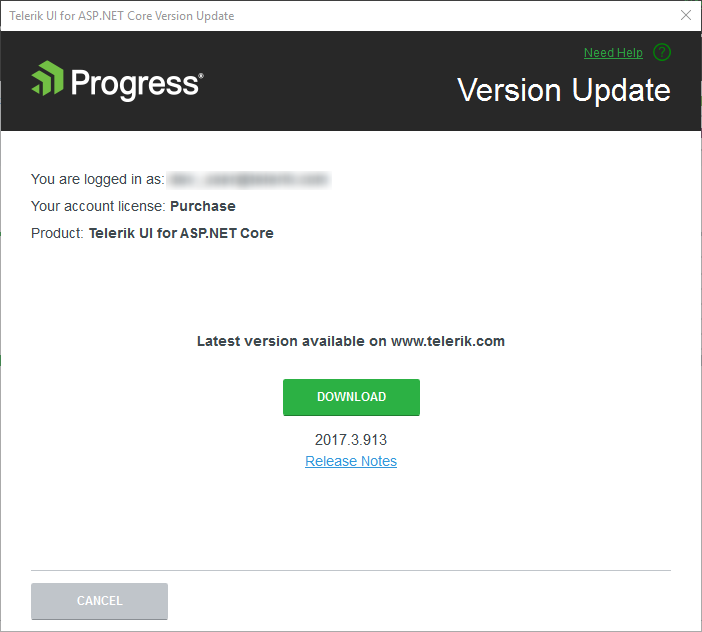 Telerik UI for ASP.NET Core Version Update
Need Help ?
Progress®
Version Update
You are logged in as:
Your account license: Purchase
Product: Telerik UI for ASP.NET Core
Latest version available on www.telerik.com
DOWNLOAD
2017.3.913
Release Notes
CANCEL